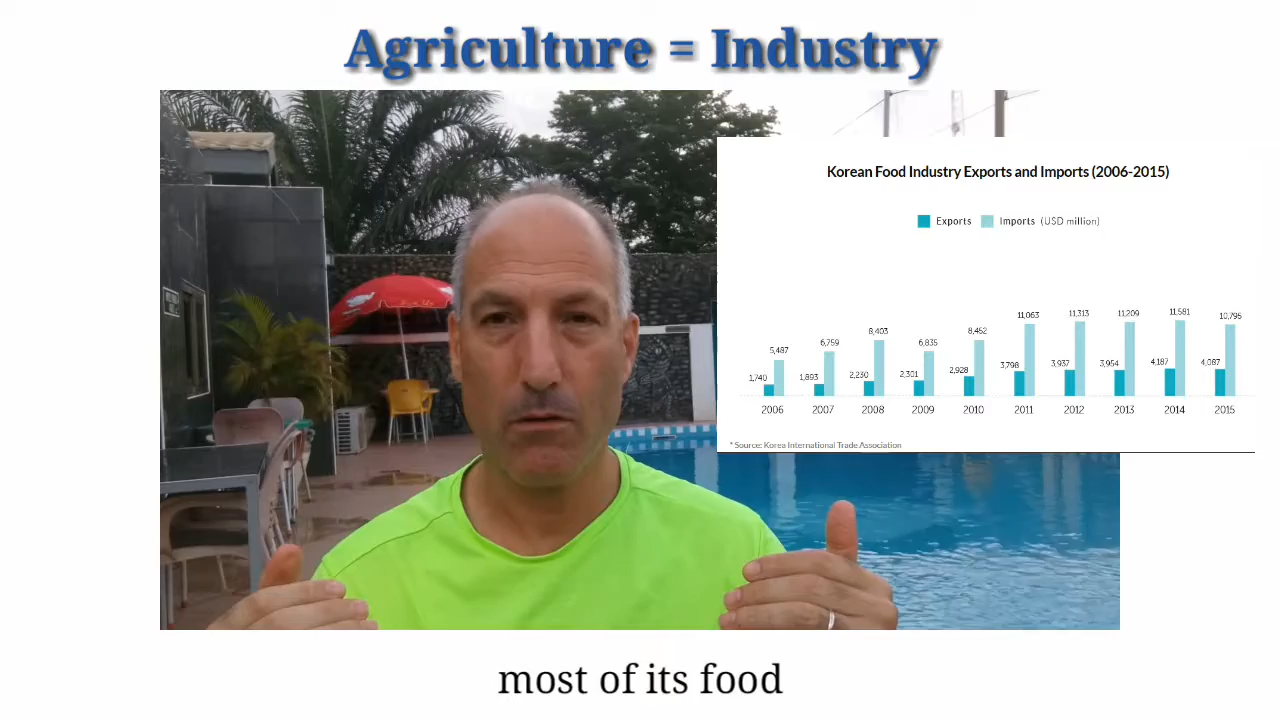 Agriculture = Industry
Korean Food Industry Exports and Imports (2006-2015)
Exports Imports (USD million)
1,740 5,487 1,893 6,759 2,230 8,403 2,301 6,835 2,928 8,452 3,798 11,063 3,937 11,313 3,954 11,209 4,187 11,581 4,087 10,795
2006 2007 2008 2009 2010 2011 2012 2013 2014 2015
* Source: Korea International Trade Association
most of its food